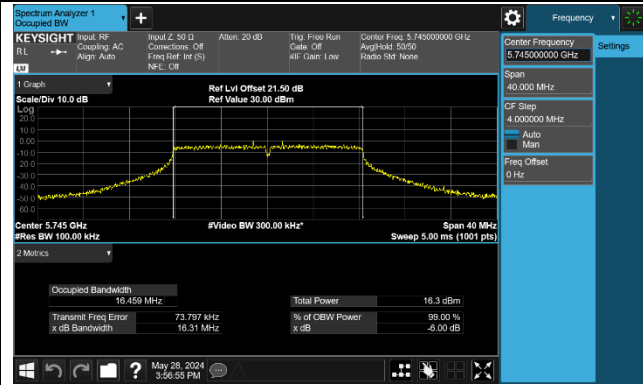 Spectrum Analyzer 1
Occupied BW
+
Frequency
KEYSIGHT
RL
LXI
Input: RF
Coupling: AC
Align: Auto
Input Z: 50 Ω
Corrections: Off
Freq Ref: Int (S)
NFE: Off
Atten: 20 dB
Trig: Free Run
Gate: Off
#IF Gain: Low
Center Freq: 5.745000000 GHz
Avg|Hold: 50/50
Radio Std: None
Center Frequency
5.745000000 GHz
Settings
Span
40.000 MHz
CF Step
4.000000 MHz
Auto
Man
Freq Offset
0 Hz
1 Graph
Scale/Div 10.0 dB
Ref Lvl Offset 21.50 dB
Ref Value 30.00 dBm
Log
20.0
10.0
0.00
-10.0
-20.0
-30.0
-40.0
-50.0
-60.0
Center 5.745 GHz
#Video BW 300.00 kHz*
Span 40 MHz
#Res BW 100.00 kHz
Sweep 5.00 ms (1001 pts)
2 Metrics
Occupied Bandwidth
16.459 MHz
Total Power 16.3 dBm
Transmit Freq Error 73.797 kHz
% of OBW Power 99.00 %
x dB Bandwidth 16.31 MHz
x dB -6.00 dB
?
May 28, 2024
3:56:55 PM